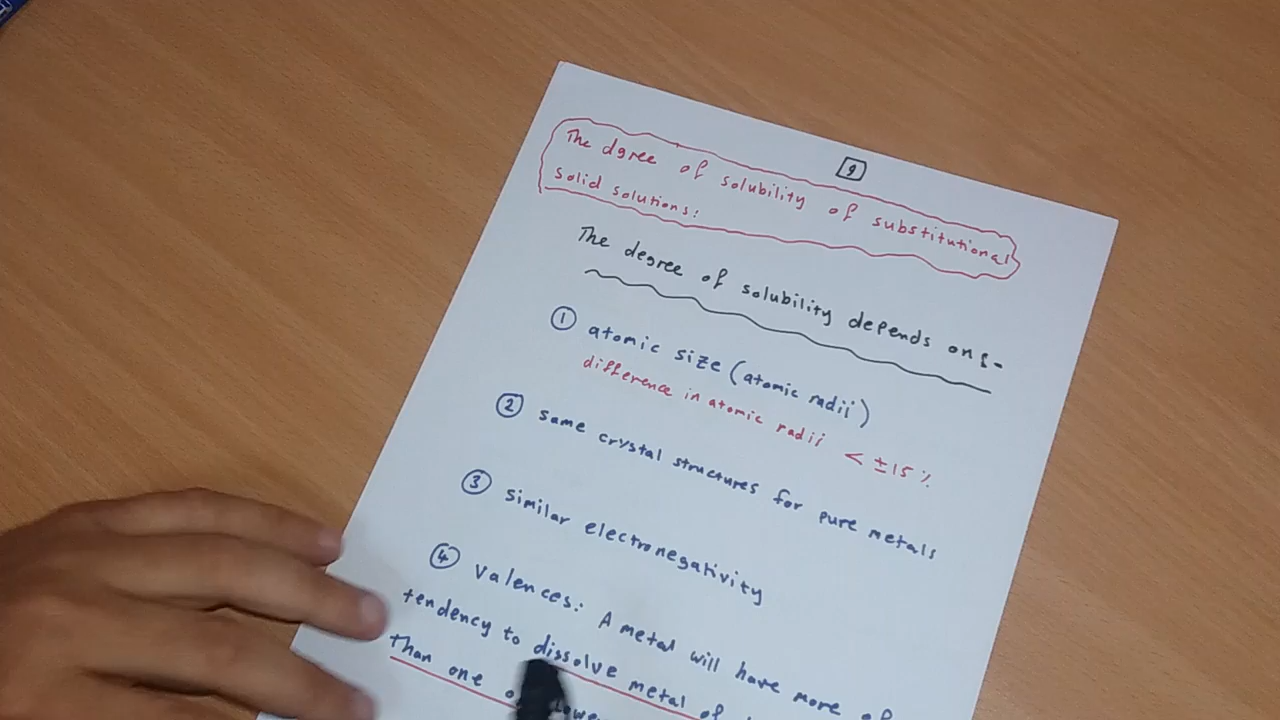 9
The dgree of solubility of substitutional
solid solutions:
The degree of solubility depends on:-
① atomic size (atomic radii)
difference in atomic radii < ±15 %
② same crystal structures for pure metals
③ similar electronegativity
④ valences: A metal will have more of
tendency to dissolve metal of
Than one